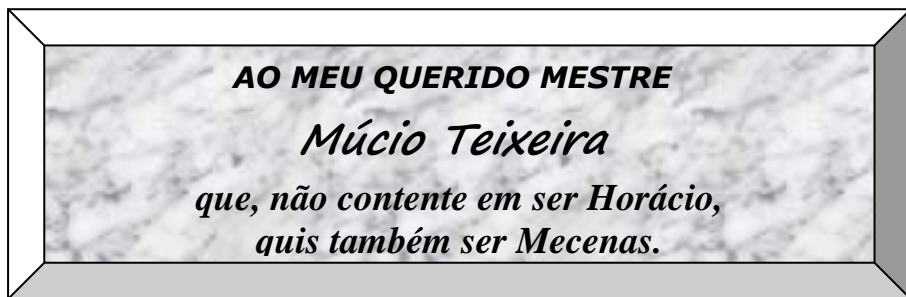 AO MEU QUERIDO MESTRE
Múcio Teixeira
que, não contente em ser Horácio,
quis também ser Mecenas.